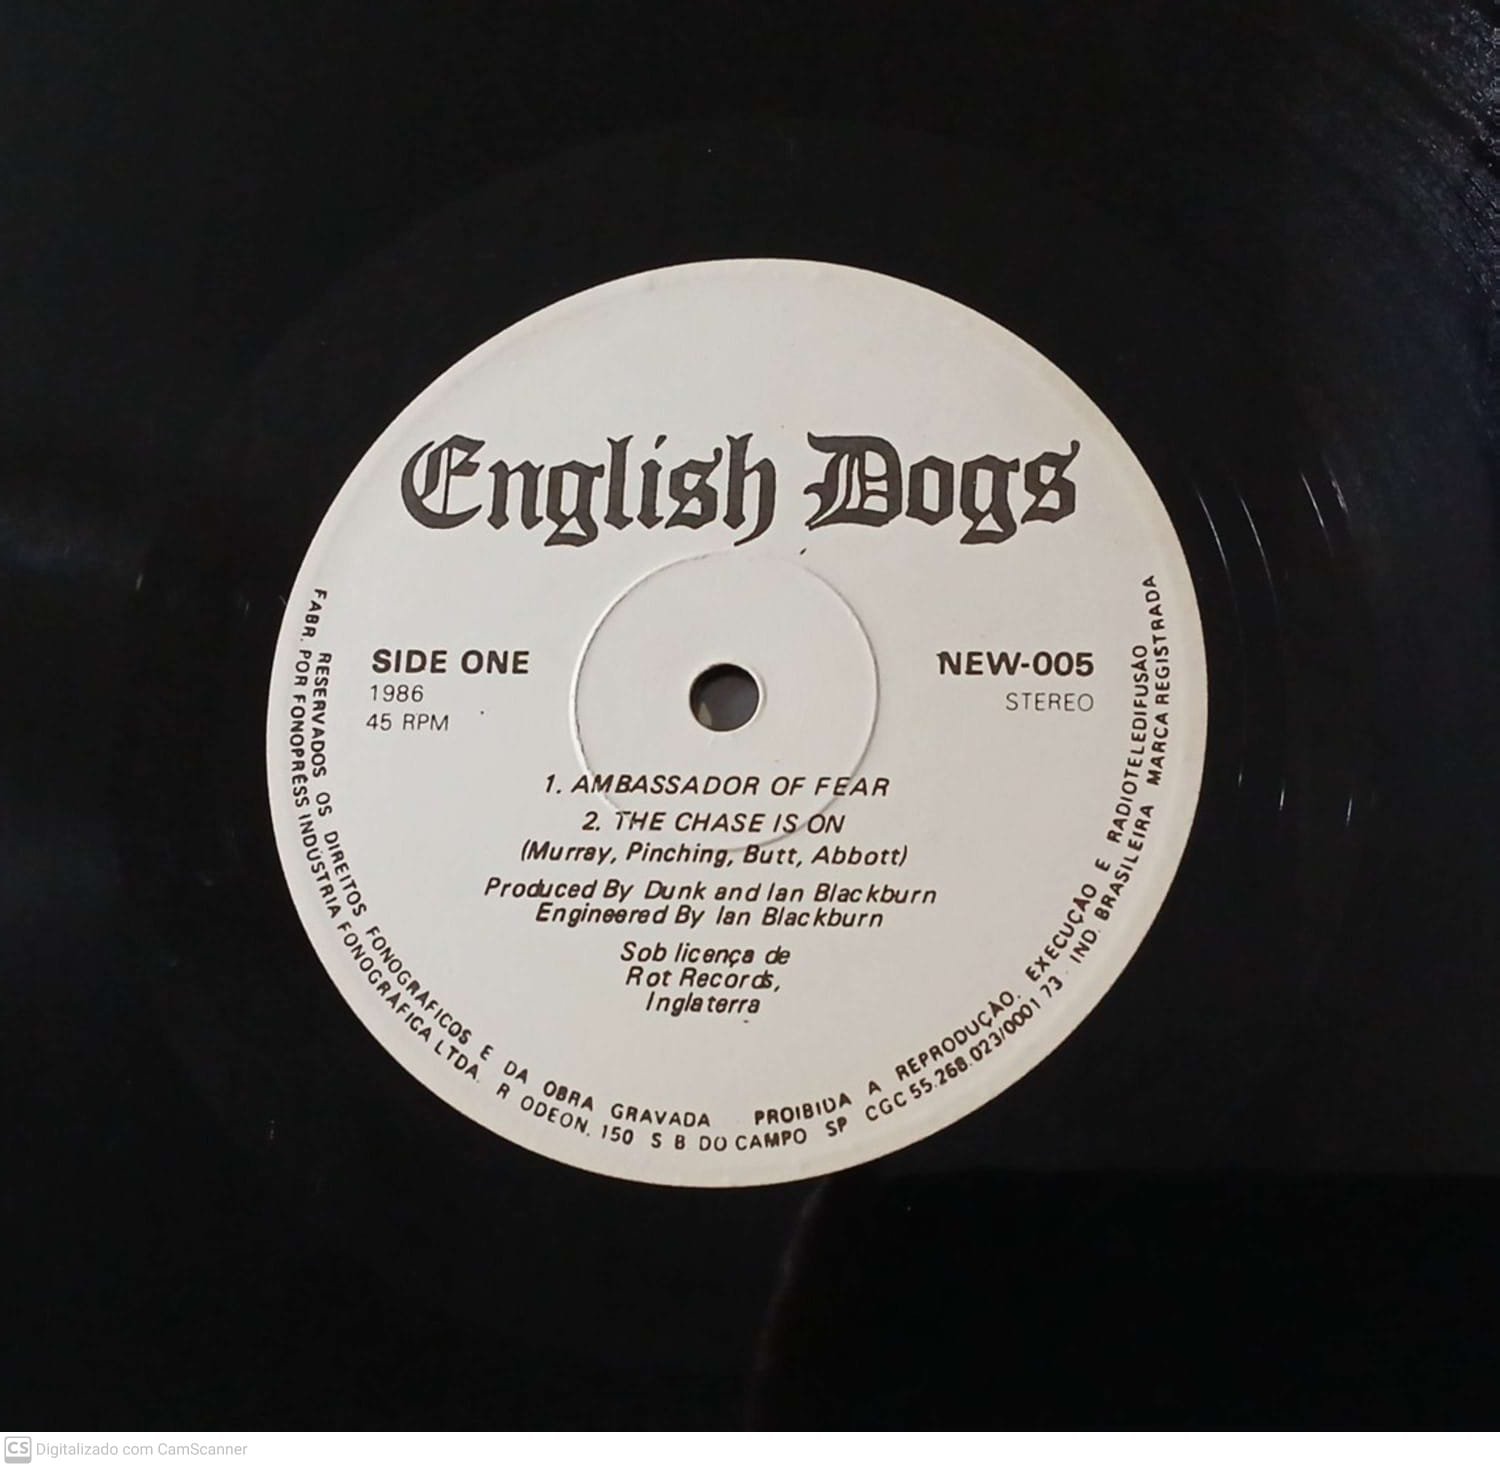 English Dogs
SIDE ONE
1986
45 RPM
NEW-005
STEREO
1. AMBASSADOR OF FEAR
2. THE CHASE IS ON
(Murray, Pinching, Butt, Abbott)
Produced By Dunk and Ian Blackburn
Engineered By Ian Blackburn
Sob licença de
Rot Records,
Inglaterra
RESERVADOS OS DIREITOS FONOGRÁFICOS E DA OBRA GRAVADA PROIBIDA A REPRODUÇÃO, EXECUÇÃO E RADIOTELEDIFUSÃO
FABR. POR FONOPRESS INDÚSTRIA FONOGRÁFICA LTDA. R ODEON, 150 S B DO CAMPO SP CGC 55.268.023/0001 73 . IND. BRASILEIRA MARCA REGISTRADA
CS Digitalizado com CamScanner